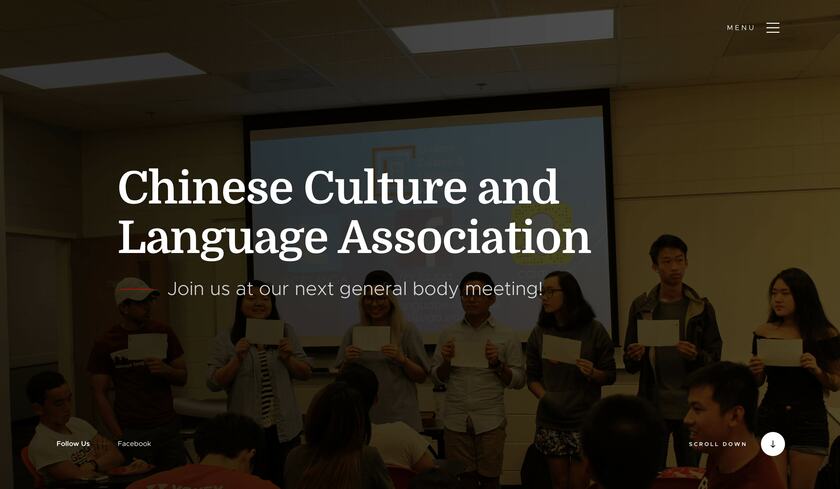 MENU
Chinese Culture and
Language Association
Join us at our next general body meeting!
Follow Us
Facebook
SCROLL DOWN